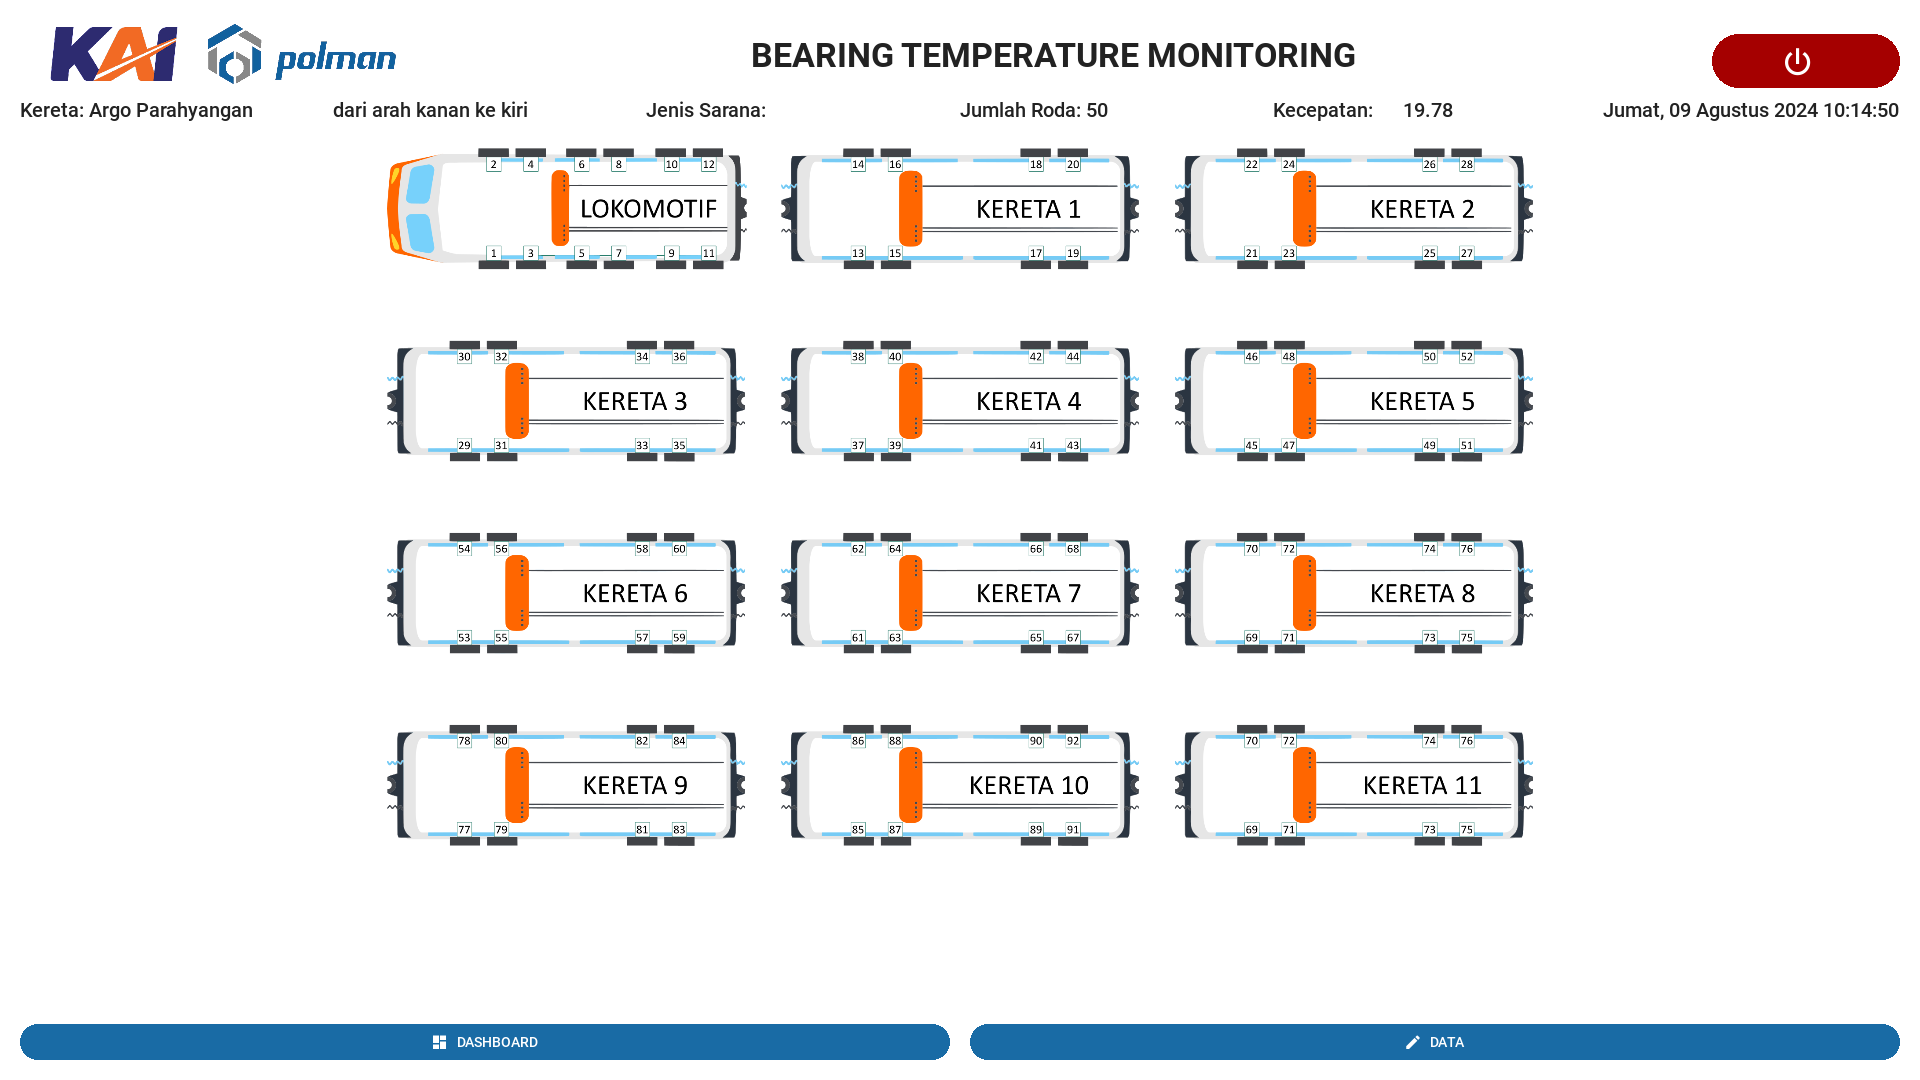 KAI polman BEARING TEMPERATURE MONITORING
Kereta: Argo Parahyangan dari arah kanan ke kiri Jenis Sarana: Jumlah Roda: 50 Kecepatan: 19.78 Jumat, 09 Agustus 2024 10:14:50
2 4 6 8 10 12 14 16 18 20 22 24 26 28
LOKOMOTIF KERETA 1 KERETA 2
1 3 5 7 9 11 13 15 17 19 21 23 25 27
30 32 34 36 38 40 42 44 46 48 50 52
KERETA 3 KERETA 4 KERETA 5
29 31 33 35 37 39 41 43 45 47 49 51
54 56 58 60 62 64 66 68 70 72 74 76
KERETA 6 KERETA 7 KERETA 8
53 55 57 59 61 63 65 67 69 71 73 75
78 80 82 84 86 88 90 92 70 72 74 76
KERETA 9 KERETA 10 KERETA 11
77 79 81 83 85 87 89 91 69 71 73 75
DASHBOARD DATA